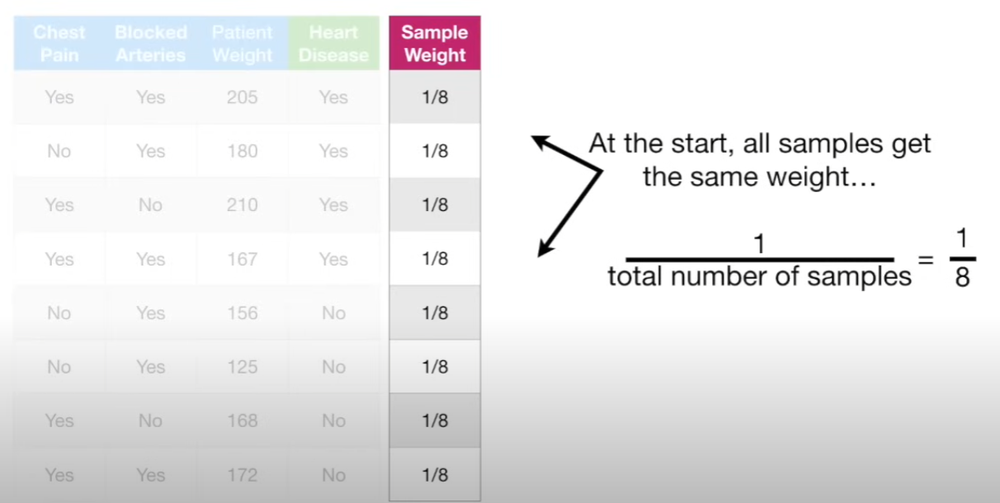 Chest Pain Blocked Arteries Patient Weight Heart Disease Sample Weight
Yes Yes 205 Yes 1/8
No Yes 180 Yes 1/8
Yes No 210 Yes 1/8
Yes Yes 167 Yes 1/8
No Yes 156 No 1/8
No Yes 125 No 1/8
Yes No 168 No 1/8
Yes Yes 172 No 1/8
At the start, all samples get
the same weight…
1
total number of samples
=
1
8